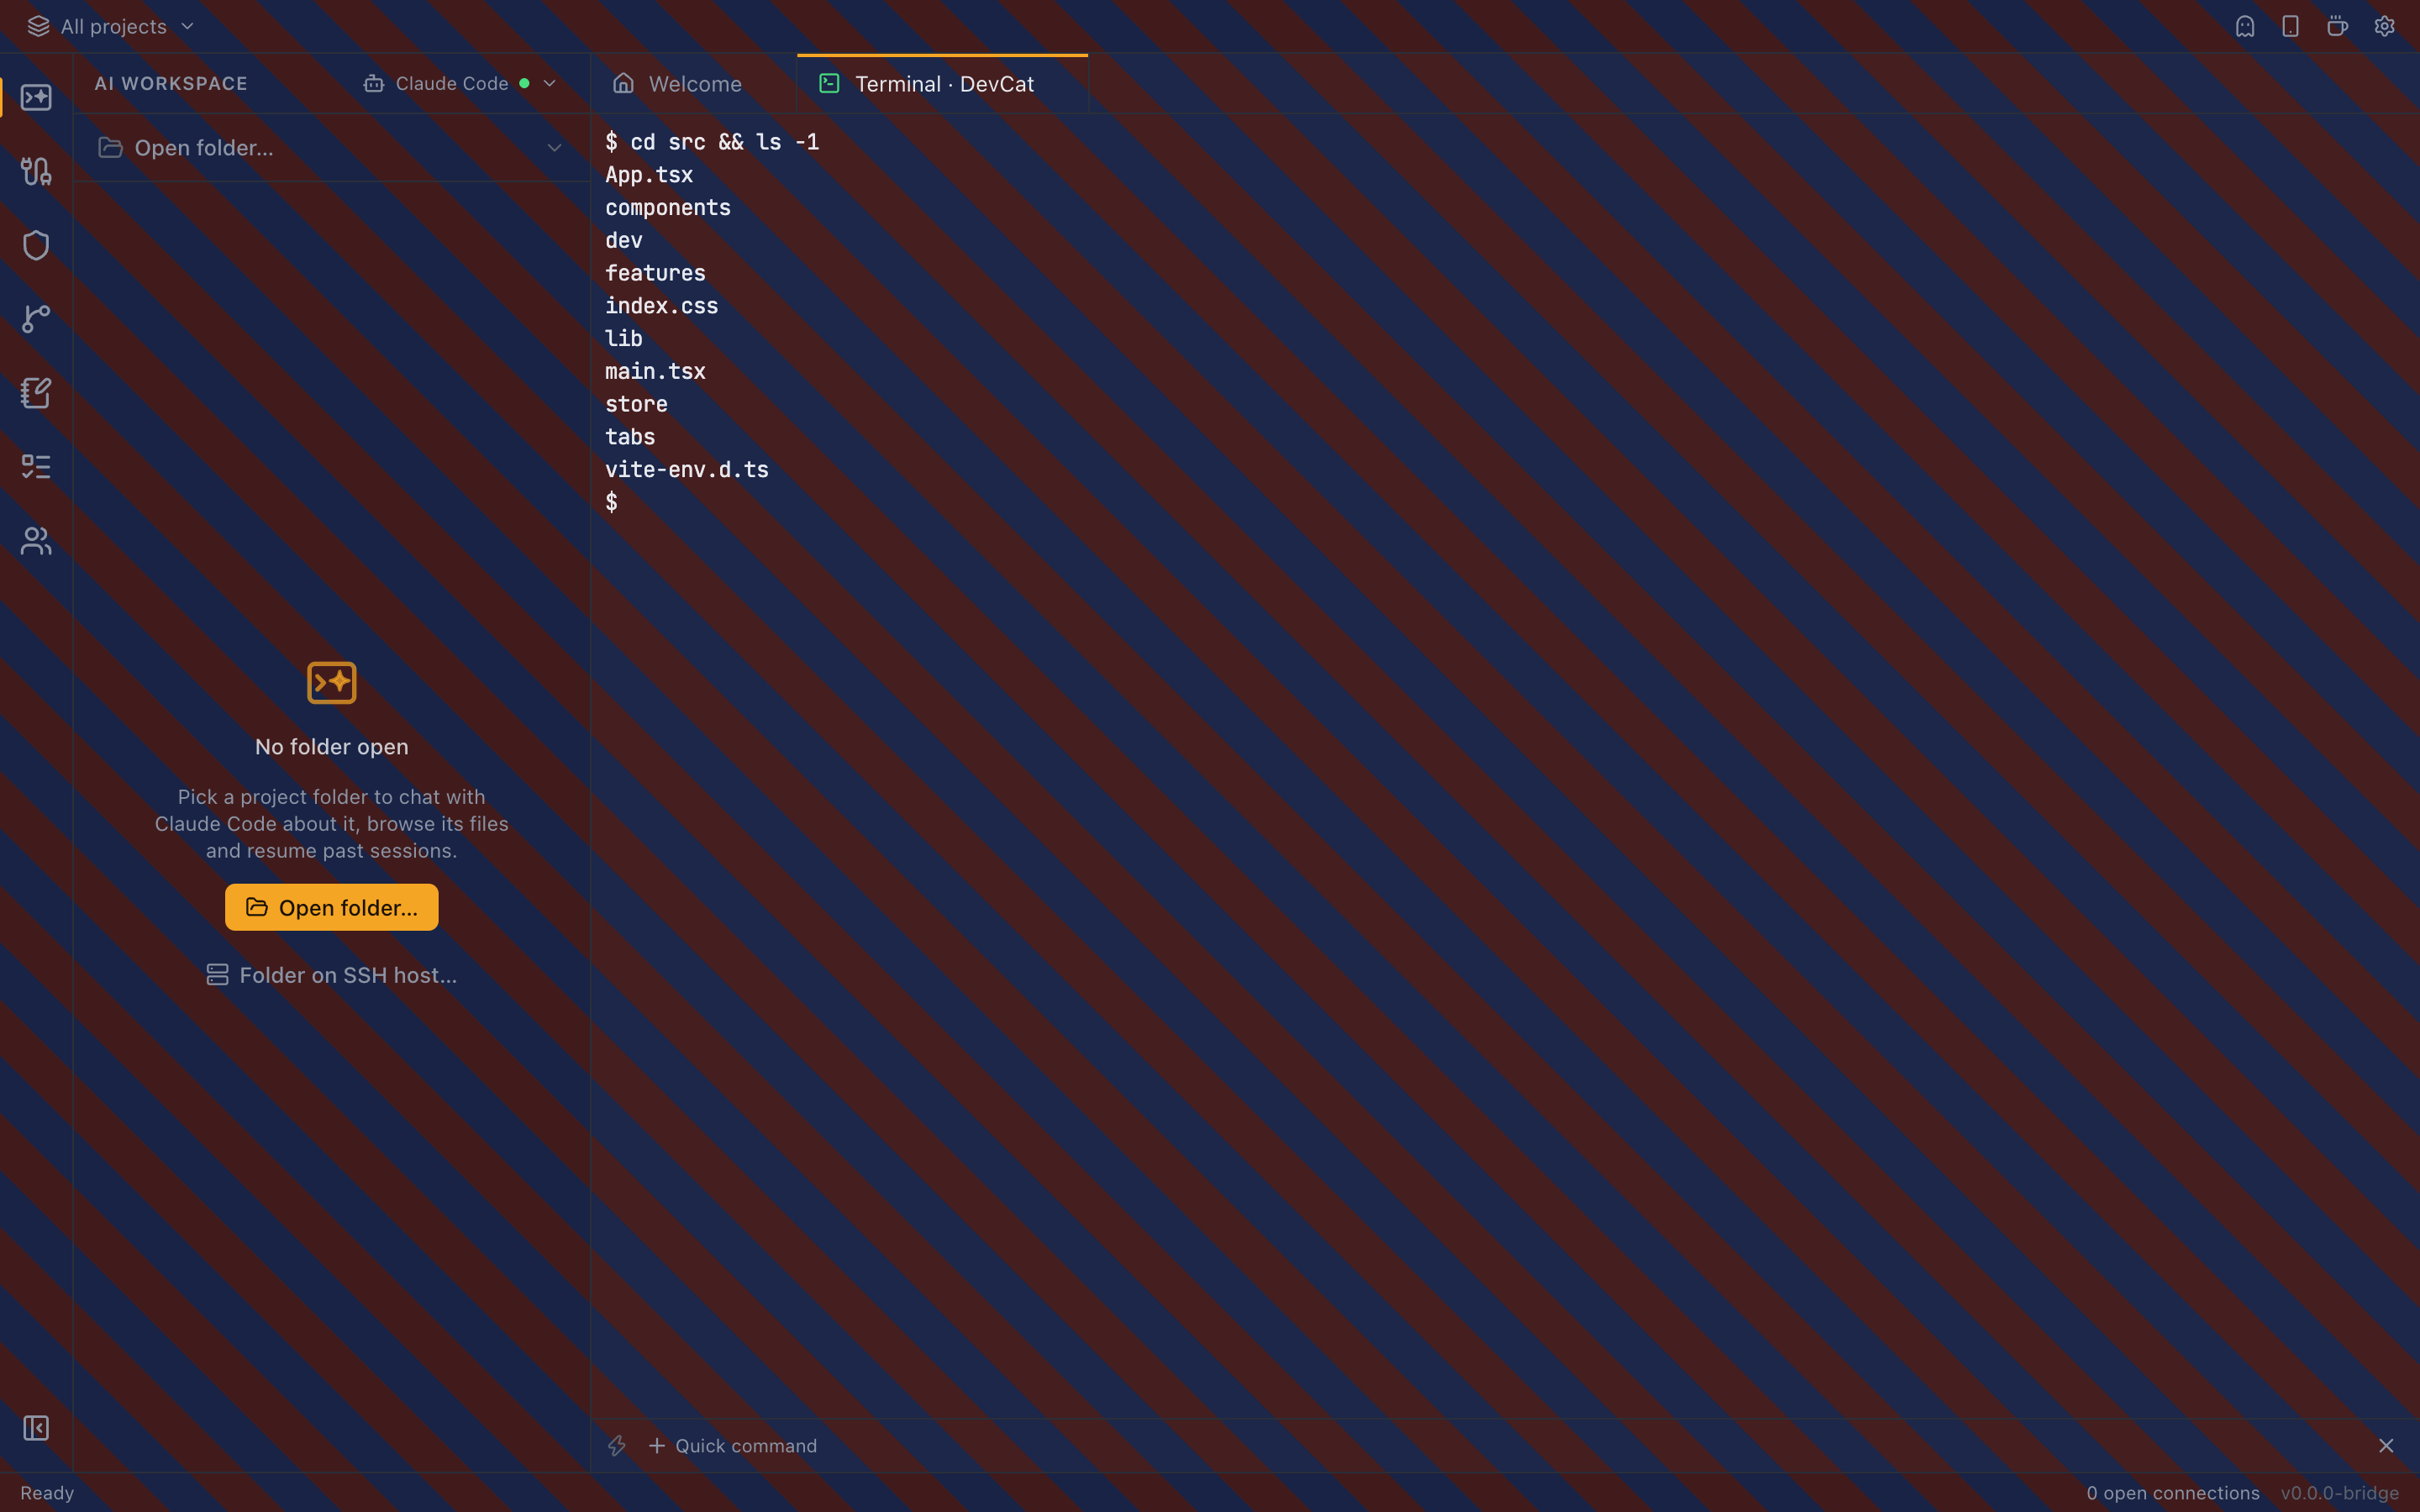 All projects
AI WORKSPACE
Claude Code
Open folder...
Welcome
Terminal · DevCat
$ cd src && ls -1
App.tsx
components
dev
features
index.css
lib
main.tsx
store
tabs
vite-env.d.ts
$
No folder open
Pick a project folder to chat with
Claude Code about it, browse its files
and resume past sessions.
Open folder...
Folder on SSH host...
Quick command
Ready
0 open connections
v0.0.0-bridge